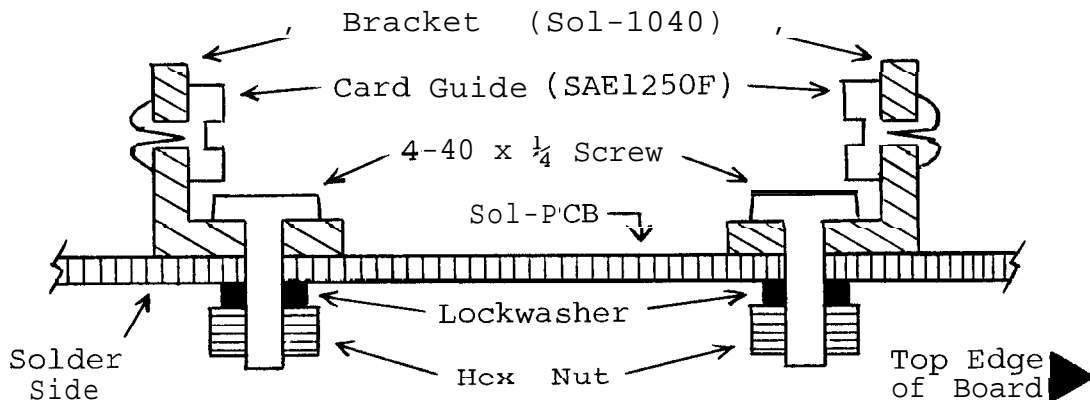 Bracket (Sol-1040)
Card Guide (SAE1250F)
4-40 x ¼ Screw
Sol-PCB
Lockwasher
Hex Nut
Solder
Side
Top Edge
of Board